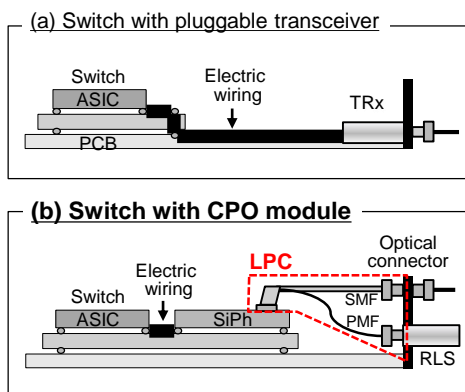 (a) Switch with pluggable transceiver
Switch
ASIC
Electric
wiring
TRx
PCB
(b) Switch with CPO module
Switch
ASIC
Electric
wiring
SiPh
LPC
Optical
connector
SMF
PMF
RLS